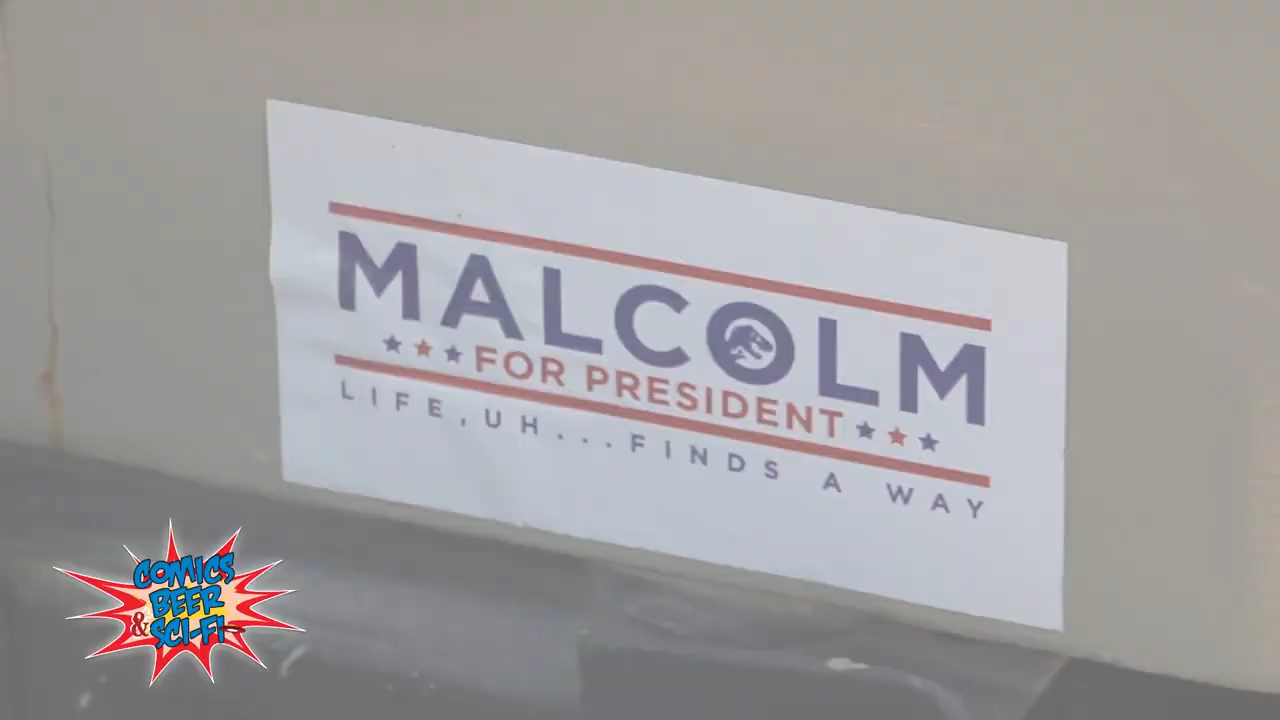 MALCOLM
FOR PRESIDENT
LIFE, UH...FINDS A WAY
COMICS
BEER
& SCI-FI